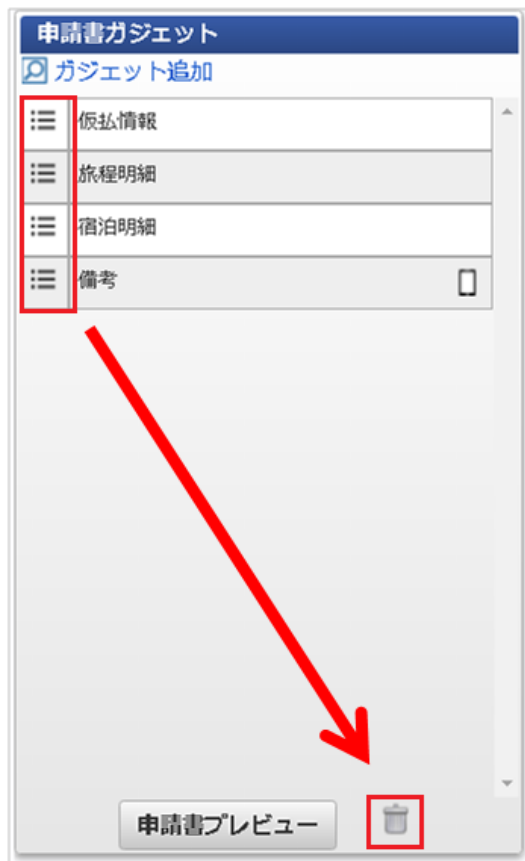 申請書ガジェット
ガジェット追加
仮払情報
旅程明細
宿泊明細
備考
申請書プレビュー